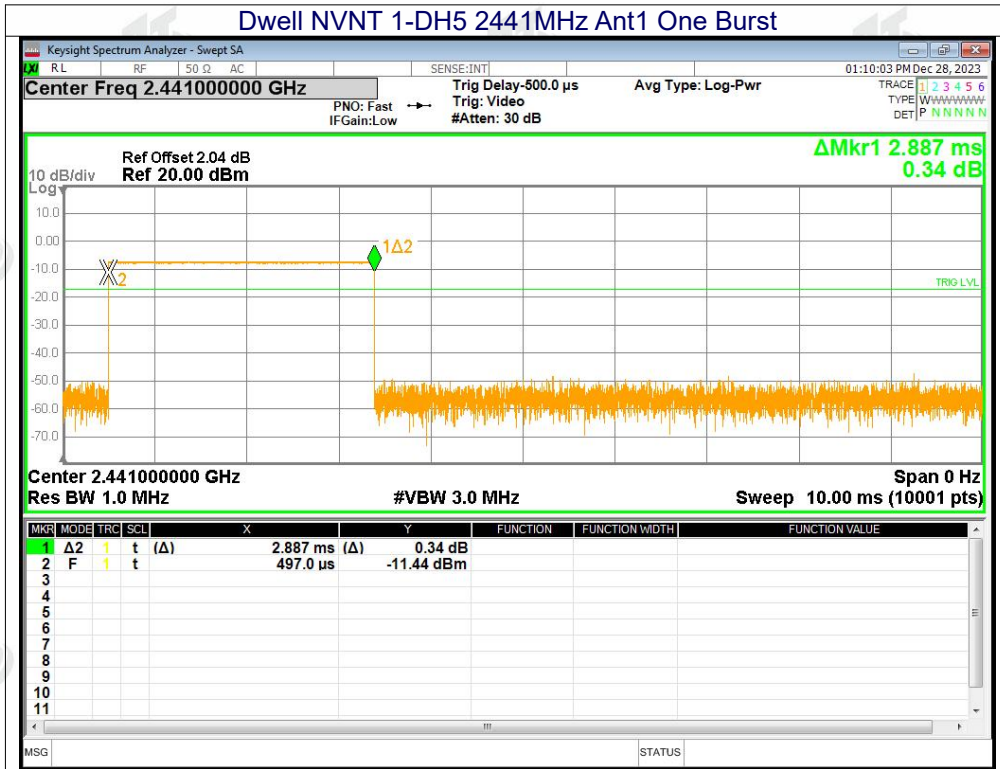 Dwell NVNT 1-DH5 2441MHz Ant1 One Burst
Keysight Spectrum Analyzer - Swept SA
LXI RL RF 50 Ω AC SENSE:INT 01:10:03 PM Dec 28, 2023
Center Freq 2.441000000 GHz Trig Delay-500.0 µs Avg Type: Log-Pwr TRACE 1 2 3 4 5 6
PNO: Fast Trig: Video TYPE WWWWWWW
IFGain:Low #Atten: 30 dB DET P N N N N N
ΔMkr1 2.887 ms
0.34 dB
Ref Offset 2.04 dB
10 dB/div Ref 20.00 dBm
Log
10.0
0.00
-10.0
-20.0
-30.0
-40.0
-50.0
-60.0
-70.0
1Δ2
2
TRIG LVL
Center 2.441000000 GHz Span 0 Hz
Res BW 1.0 MHz #VBW 3.0 MHz Sweep 10.00 ms (10001 pts)
MKR MODE TRC SCL X Y FUNCTION FUNCTION WIDTH FUNCTION VALUE
1 Δ2 1 t (Δ) 2.887 ms (Δ) 0.34 dB
2 F 1 t 497.0 µs -11.44 dBm
3
4
5
6
7
8
9
10
11
MSG STATUS